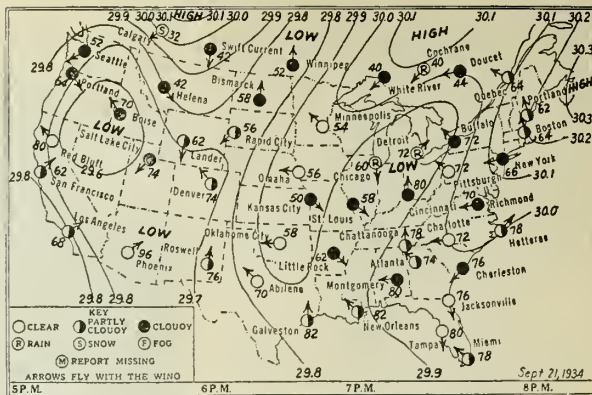 29.9 30.0 30.1 30.1 30.0 29.9 29.8 29.8 29.9 30.0 30.1 30.1 30.2
HIGH LOW HIGH 30.2
Calgary S 32 Swift Current 42 Winnipeg 52 Cochrane R 40 Doucet 44
52 Seattle 29.8 Portland 64 Helena 42 Bismarck 58 White River 40 Quebec 64 Portland 62 HIGH 30.3
Boise 70 Rapid City 56 Minneapolis 54 Detroit 72 R Buffalo 72 Boston 64 30.3
80 Red Bluff LOW Salt Lake City 74 Lander 62 Omaha 56 Chicago 60 R LOW New York 66 30.2
29.6 Pittsburgh 72 30.1
29.8 San Francisco 62 Denver 74 Kansas City 50 St. Louis 58 80 Cincinnati 70 Richmond
Los Angeles 68 LOW Roswell 76 Oklahoma City 58 Chattanooga 78 Charlotte 72 Hatteras 78 30.0
96 Phoenix Little Rock 62 Atlanta 74 Charleston 76
Abilene 70 Montgomery 80 Jacksonville 76
29.8 29.8 29.7 Galveston 82 New Orleans 82 Tampa 80 Miami 78
KEY
CLEAR PARTLY CLOUDY CLOUDY
R RAIN S SNOW F FOG
M REPORT MISSING
ARROWS FLY WITH THE WIND
29.8 29.9 Sept 21, 1934
5 P.M. 6 P.M. 7 P.M. 8 P.M.